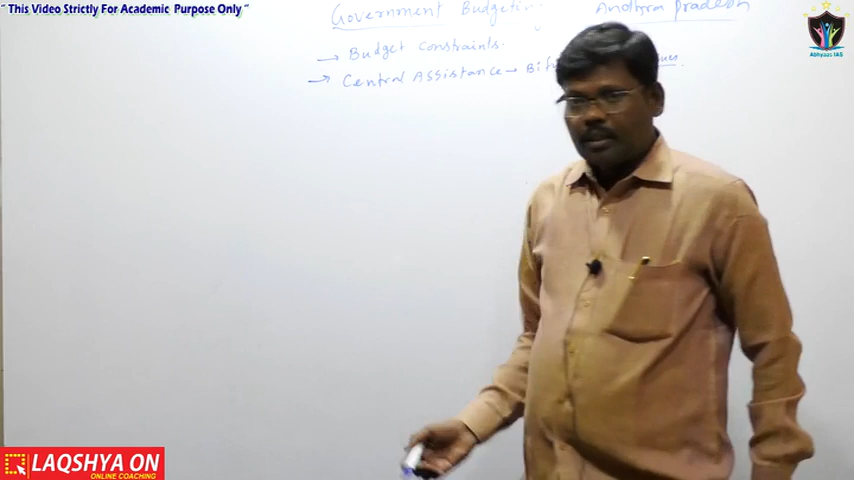 " This Video Strictly For Academic Purpose Only "
Government Budgeting Andhra Pradesh
→ Budget constraints.
→ Central Assistance →
Abhyaas IAS
LAQSHYA ON
ONLINE COACHING